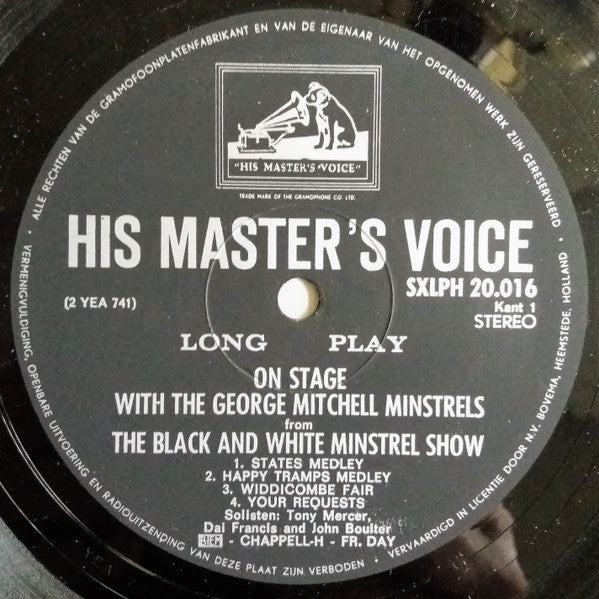 ALLE RECHTEN VAN DE GRAMOFOONPLATENFABRIKANT EN VAN DE EIGENAAR VAN HET OPGENOMEN WERK ZIJN GERESERVEERD
"HIS MASTER'S VOICE"
TRADE MARK OF THE GRAMOPHONE CO LTD.
HIS MASTER'S VOICE
SXLPH 20.016
(2 YEA 741)
Kant 1
STEREO
LONG PLAY
ON STAGE
WITH THE GEORGE MITCHELL MINSTRELS
from
THE BLACK AND WHITE MINSTREL SHOW
1. STATES MEDLEY
2. HAPPY TRAMPS MEDLEY
3. WIDDICOMBE FAIR
4. YOUR REQUESTS
Solisten: Tony Mercer,
Dai Francis and John Boulter
BIEM - CHAPPELL-H - FR. DAY
VERMENIGVULDIGING, OPENBARE UITVOERING EN RADIOUITZENDING VAN DEZE PLAAT ZIJN VERBODEN
VERVAARDIGD IN LICENTIE DOOR N.V. BOVEMA, HEEMSTEDE, HOLLAND